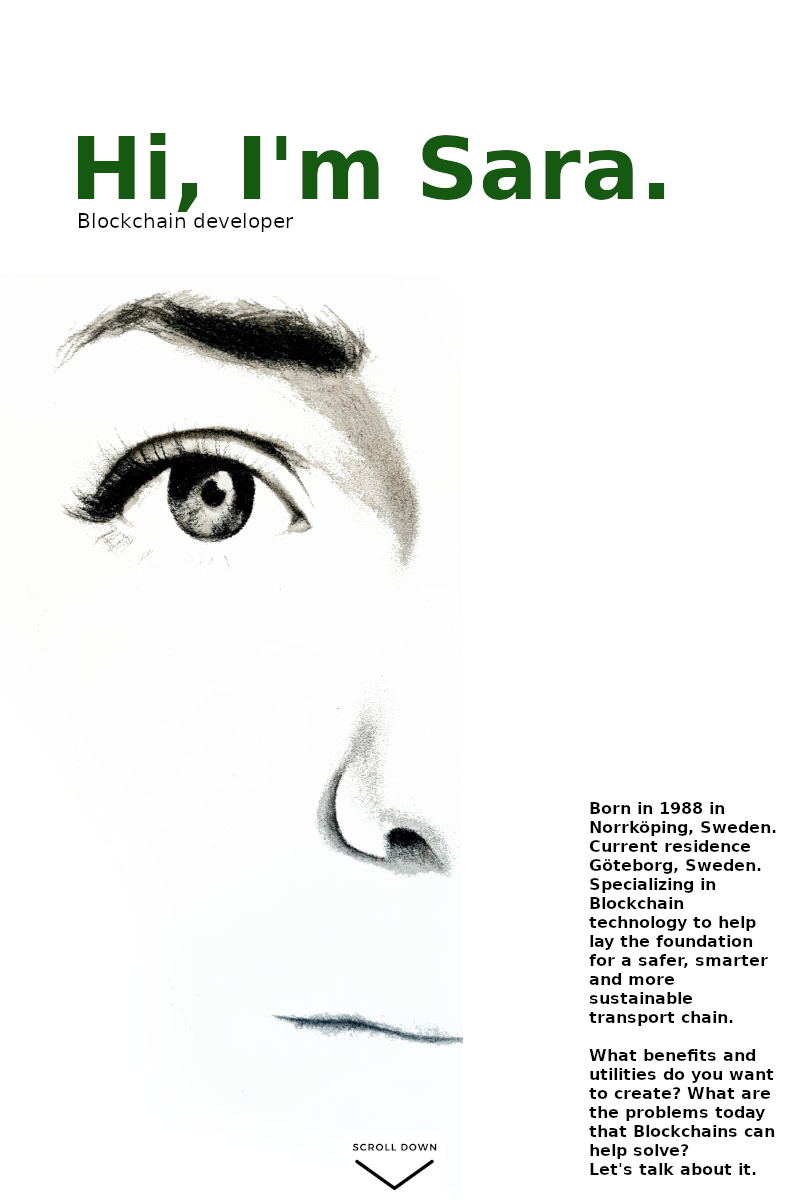 Hi, I'm Sara.
Blockchain developer
Born in 1988 in
Norrköping, Sweden.
Current residence
Göteborg, Sweden.
Specializing in
Blockchain
technology to help
lay the foundation
for a safer, smarter
and more
sustainable
transport chain.
What benefits and
utilities do you want
to create? What are
the problems today
that Blockchains can
help solve?
Let's talk about it.
SCROLL DOWN